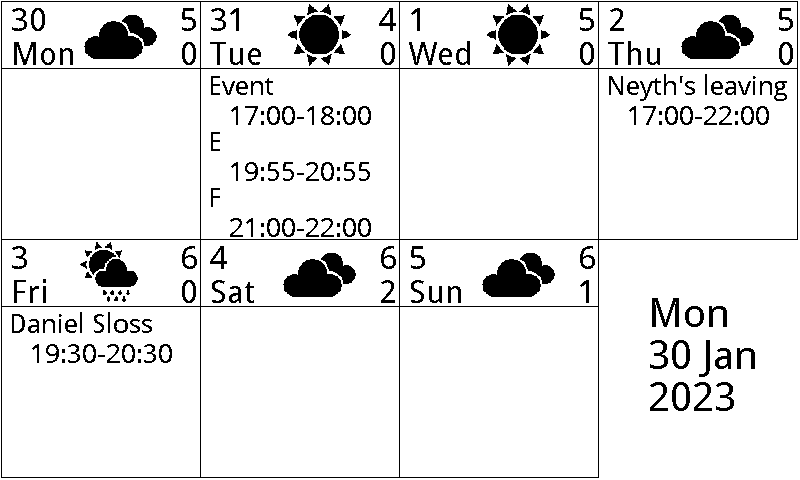 30 5
Mon 0
31 4
Tue 0
Event
17:00-18:00
E
19:55-20:55
F
21:00-22:00
1 5
Wed 0
2 5
Thu 0
Neyth's leaving
17:00-22:00
3 6
Fri 0
Daniel Sloss
19:30-20:30
4 6
Sat 2
5 6
Sun 1
Mon
30 Jan
2023